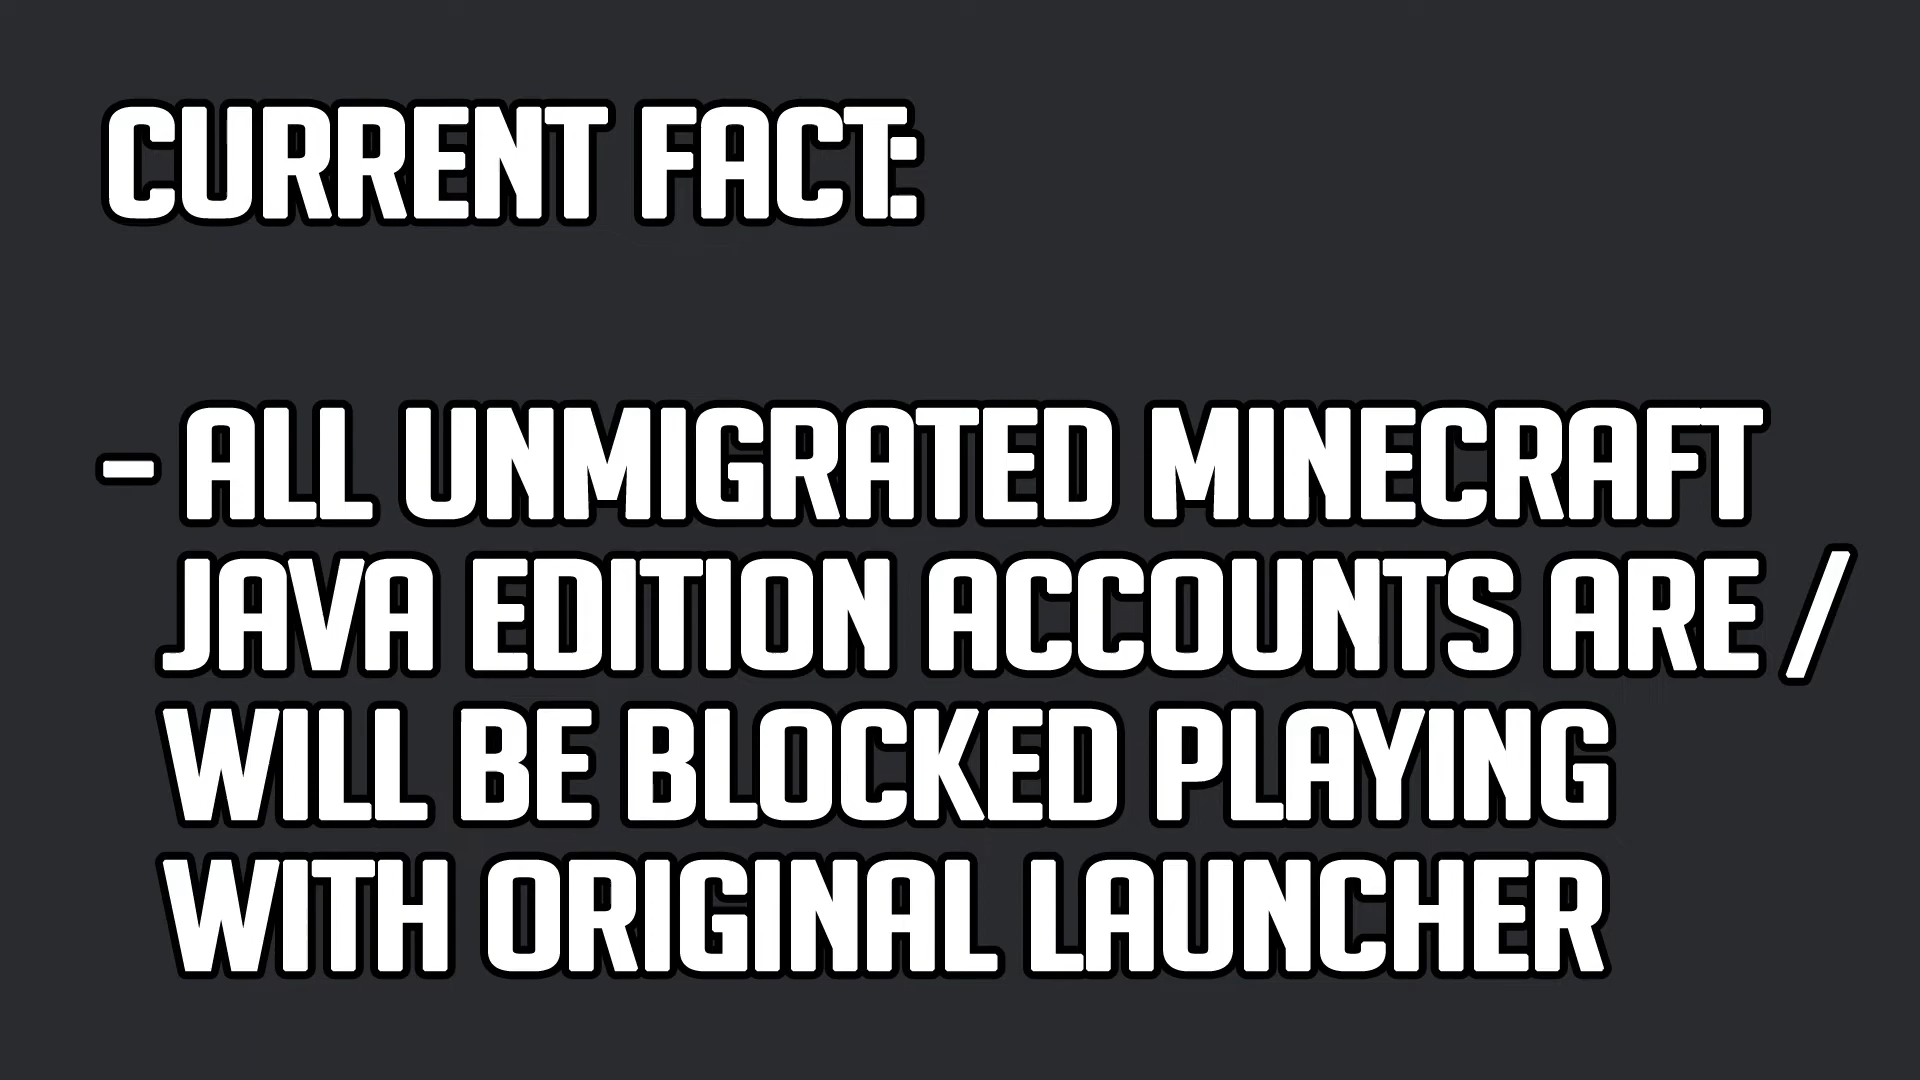 CURRENT FACT:
- ALL UNMIGRATED MINECRAFT
JAVA EDITION ACCOUNTS ARE /
WILL BE BLOCKED PLAYING
WITH ORIGINAL LAUNCHER